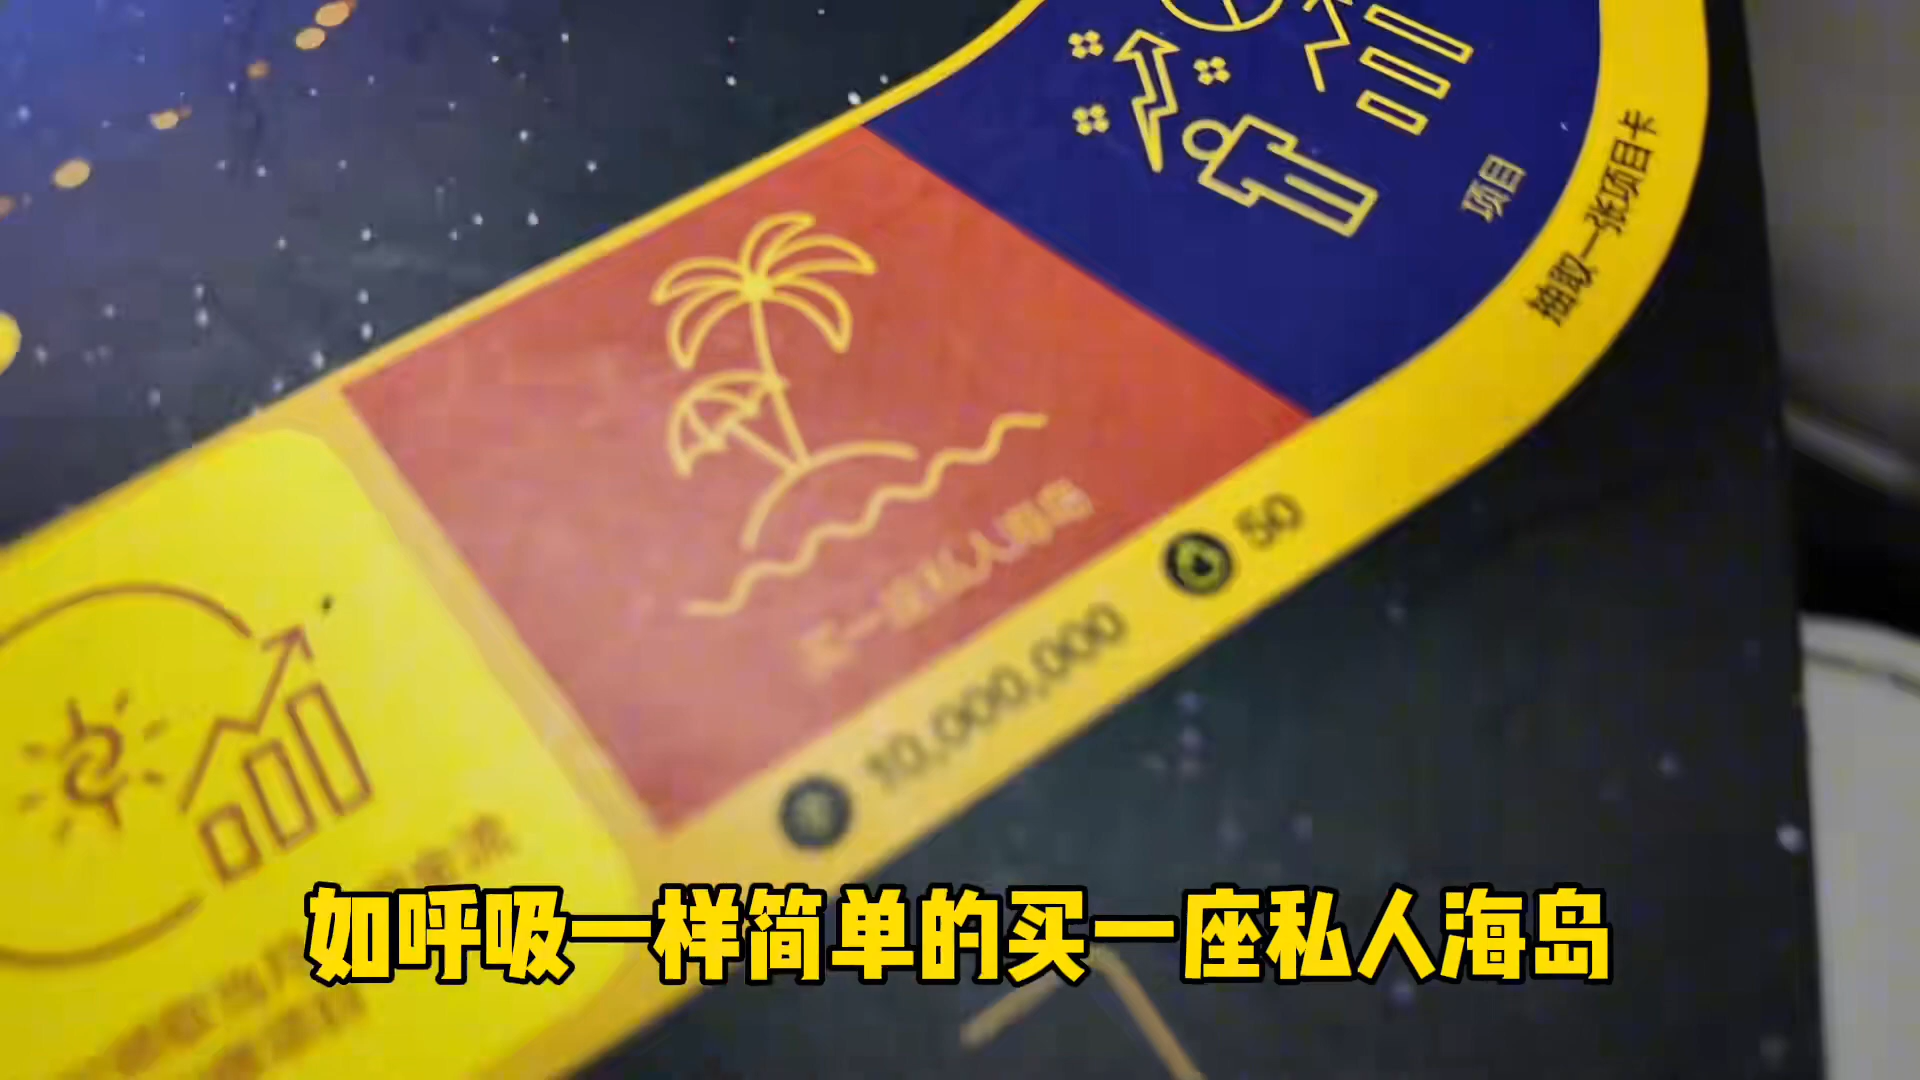 项目
抽取一张项目卡
买一座私人海岛
10,000,000
50
如呼吸一样简单的买一座私人海岛